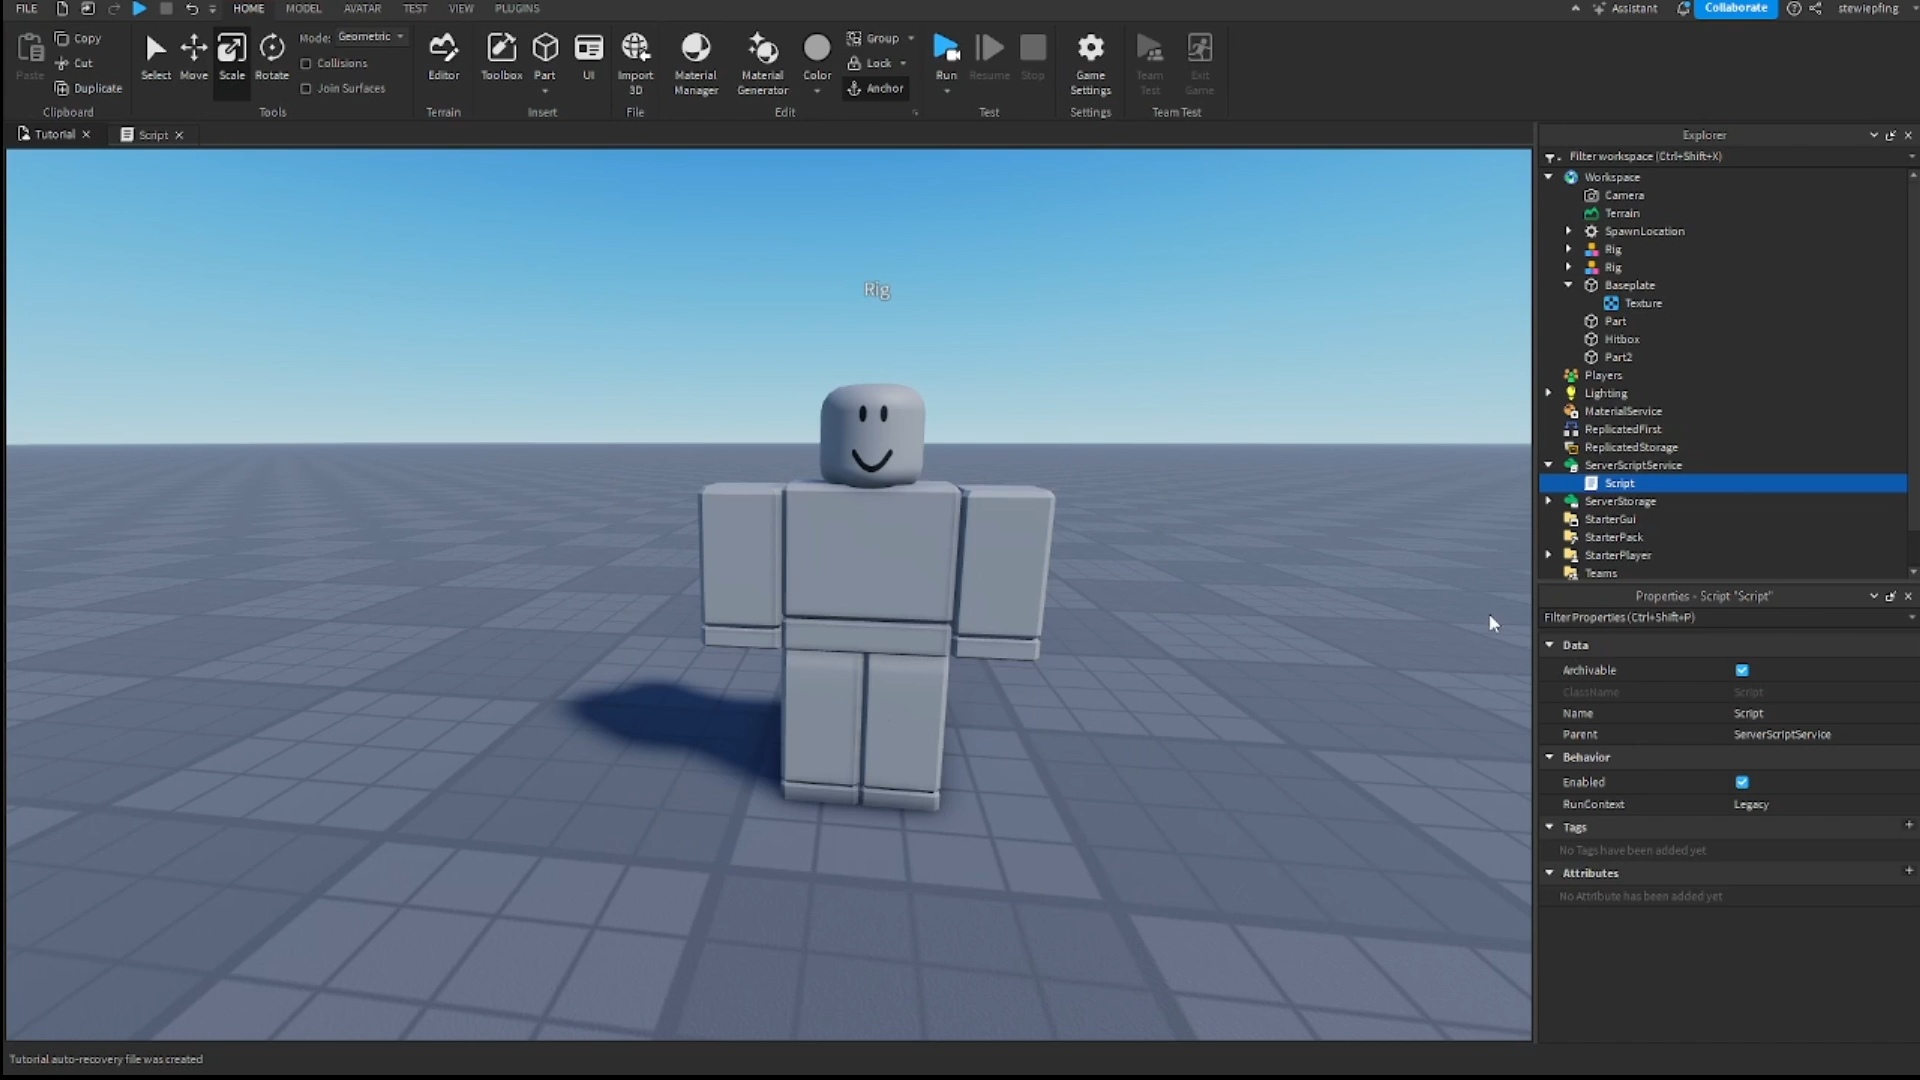 FILE HOME MODEL AVATAR TEST VIEW PLUGINS Assistant Collaborate stewiepfing
Copy Mode: Geometric Group
Cut Collisions Lock
Paste Select Move Scale Rotate Editor Toolbox Part UI Import 3D Material Manager Material Generator Color Run Resume Stop Game Settings Team Test Exit Game
Duplicate Join Surfaces Anchor
Clipboard Tools Terrain Insert File Edit Test Settings Team Test
Tutorial Script
Rig
Tutorial auto-recovery file was created
Explorer
Filter workspace (Ctrl+Shift+X)
Workspace
Camera
Terrain
SpawnLocation
Rig
Rig
Baseplate
Texture
Part
Hitbox
Part2
Players
Lighting
MaterialService
ReplicatedFirst
ReplicatedStorage
ServerScriptService
Script
ServerStorage
StarterGui
StarterPack
StarterPlayer
Teams
Properties - Script "Script"
Filter Properties (Ctrl+Shift+P)
Data
Archivable
ClassName Script
Name Script
Parent ServerScriptService
Behavior
Enabled
RunContext Legacy
Tags
No Tags have been added yet
Attributes
No Attribute has been added yet